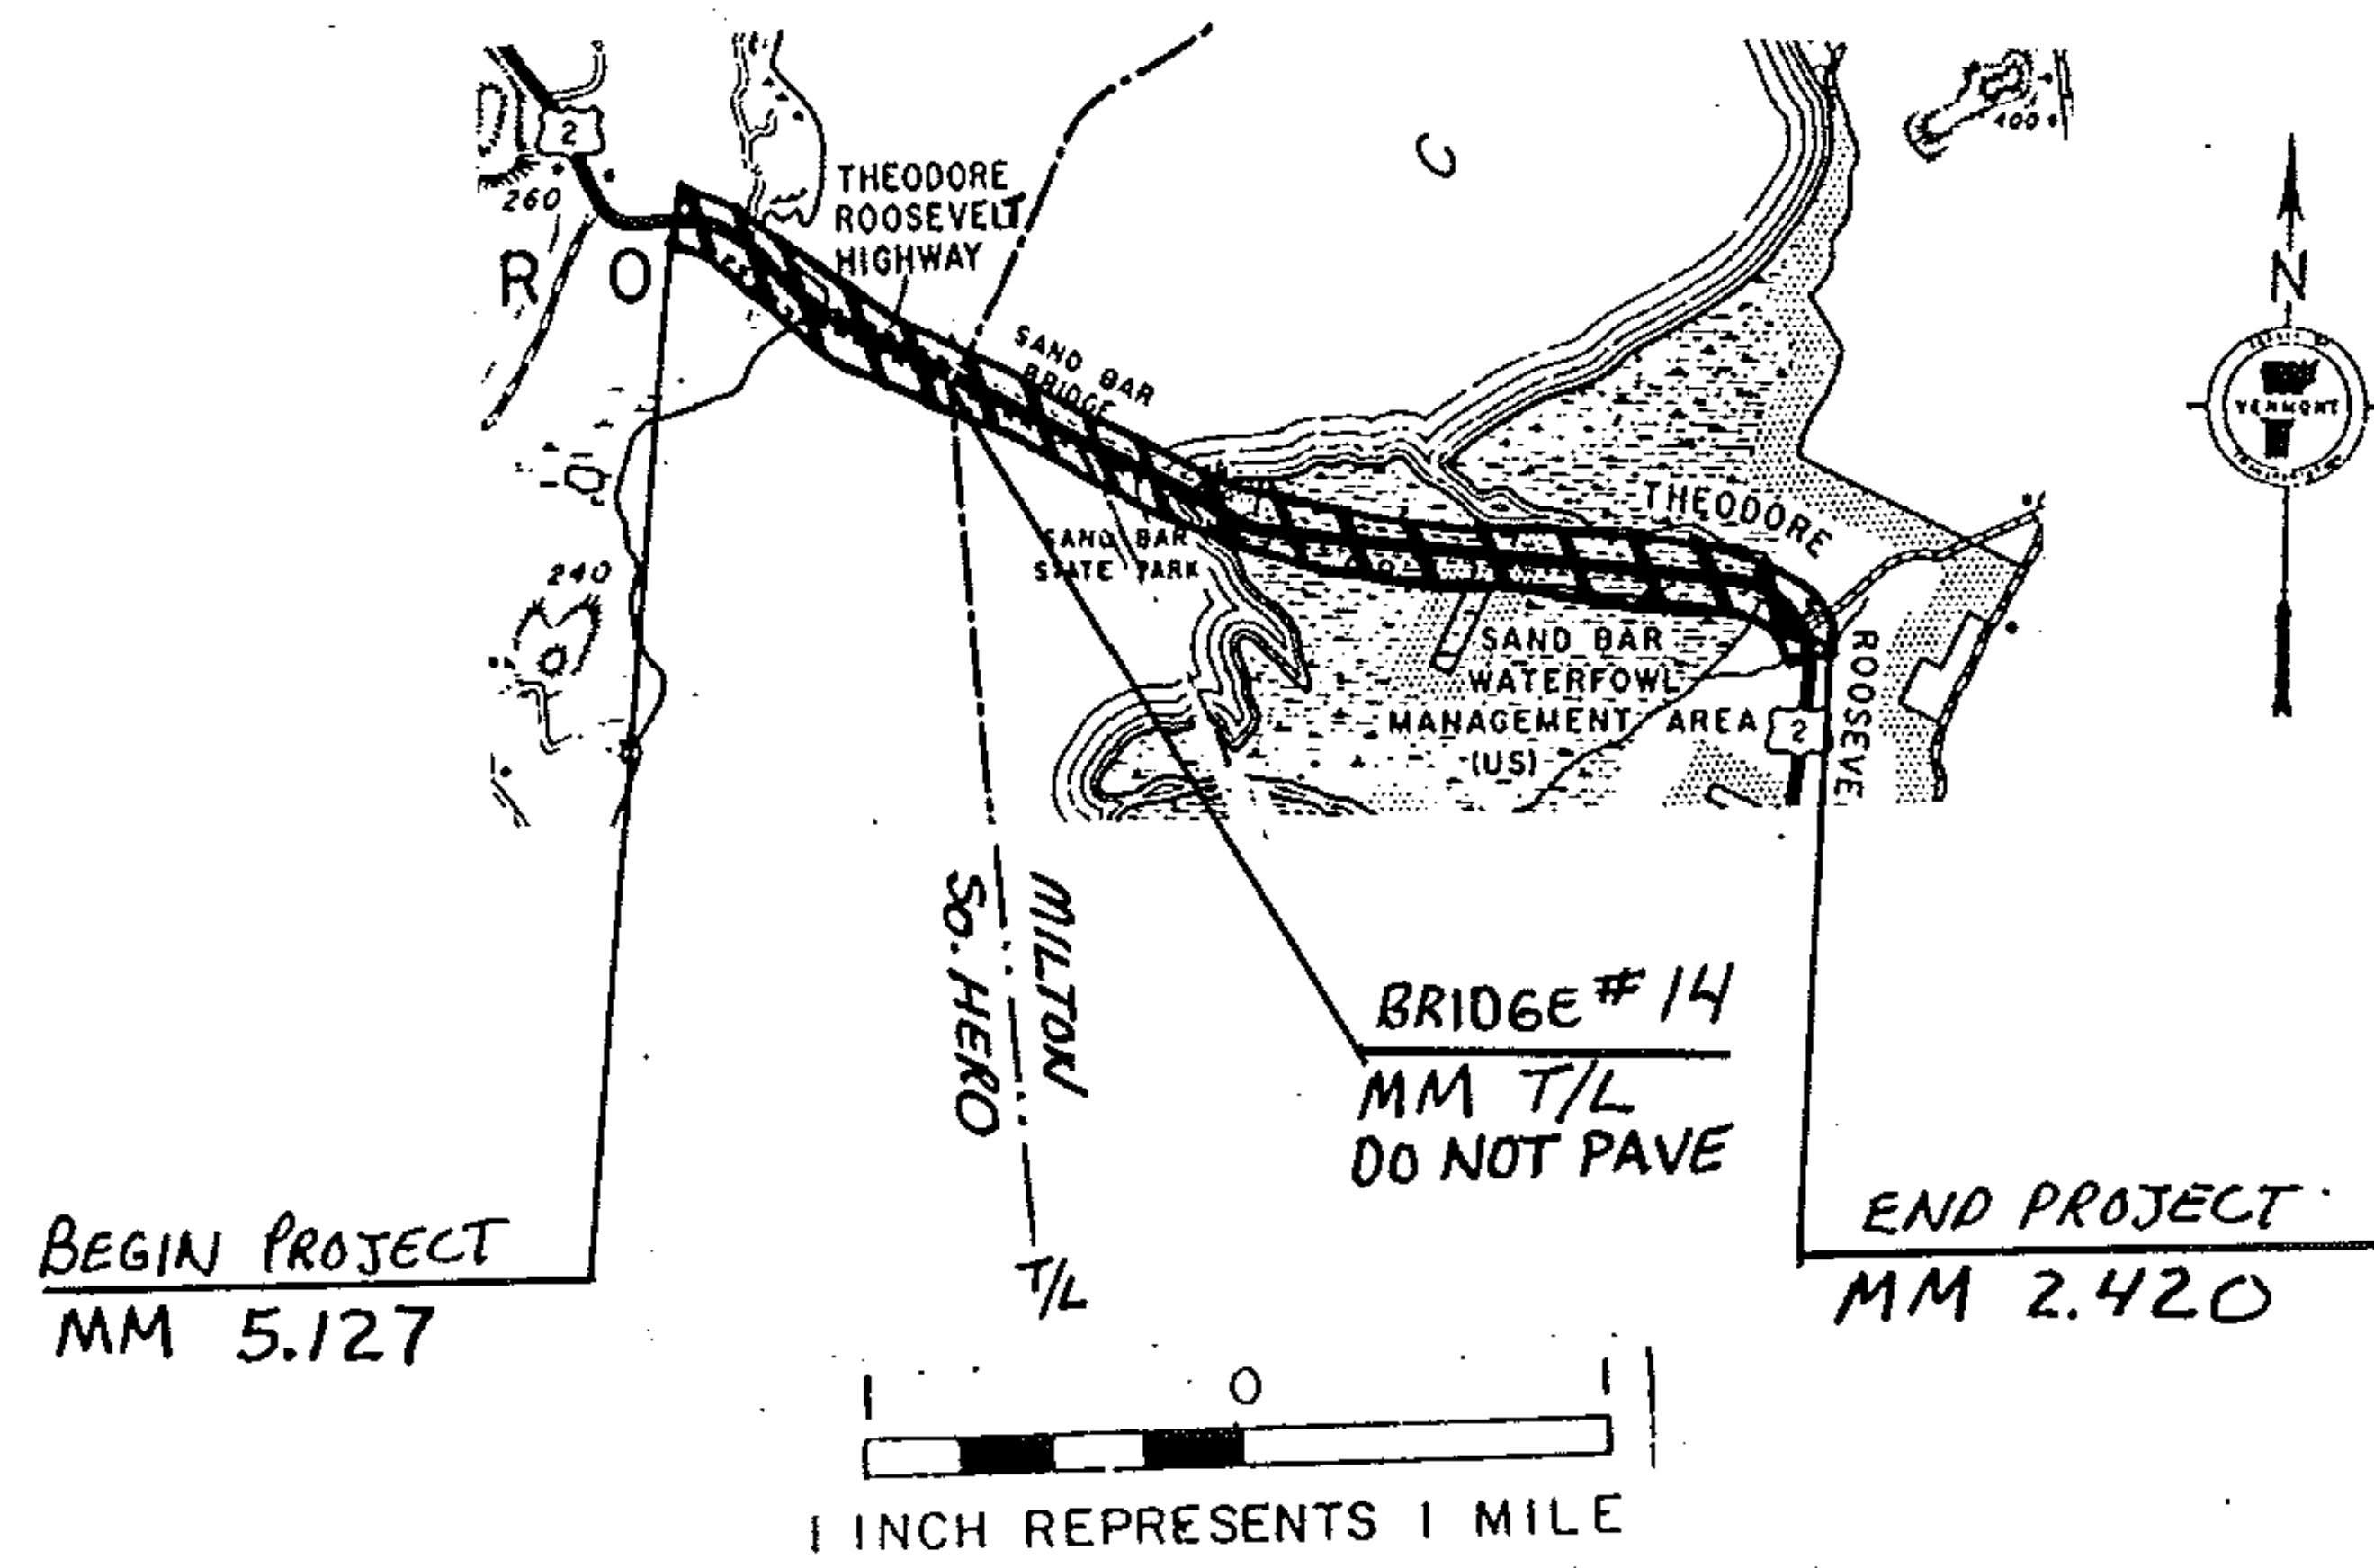 2
260
R O
THEODORE
ROOSEVELT
HIGHWAY
C
400
N
VERMONT
SAND BAR
BRIDGE
SAND BAR
STATE PARK
THEODORE
ROOSEVE
240
SAND BAR
WATERFOWL
MANAGEMENT AREA
(US)
2
MILTON
SO. HERO
T/L
BRIDGE # 14
MM T/L
DO NOT PAVE
BEGIN PROJECT
MM 5.127
END PROJECT
MM 2.420
1 0 1
1 INCH REPRESENTS 1 MILE